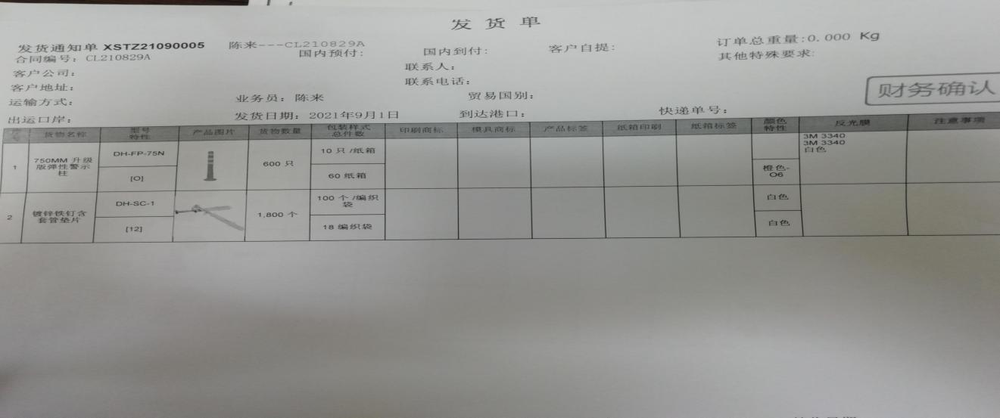 发 货 单
发货通知单 XSTZ21090005 陈来---CL210829A
订单总重量:0.000 Kg
合同编号: CL210829A 国内预付: 国内到付: 客户自提:
其他特殊要求:
客户公司: 联系人:
客户地址: 联系电话:
财务确认
运输方式: 业务员: 陈来 贸易国别:
出运口岸: 发货日期: 2021年9月1日 到达港口: 快递单号:
序号 货物名称 型号特性 产品图片 货物数量 包装样式总件数 印刷商标 模具商标 产品标签 纸箱印刷 纸箱标签 颜色特性 反光膜 注意事项
1
750MM 升级
版弹性警示
柱
DH-FP-75N
[O]
600 只
10 只 /纸箱
60 纸箱
橙色-
O6
3M 3340
3M 3340
白色
2
镀锌铁钉含
套管垫片
DH-SC-1
[12]
1,800 个
100 个 /编织
袋
18 编织袋
白色
白色